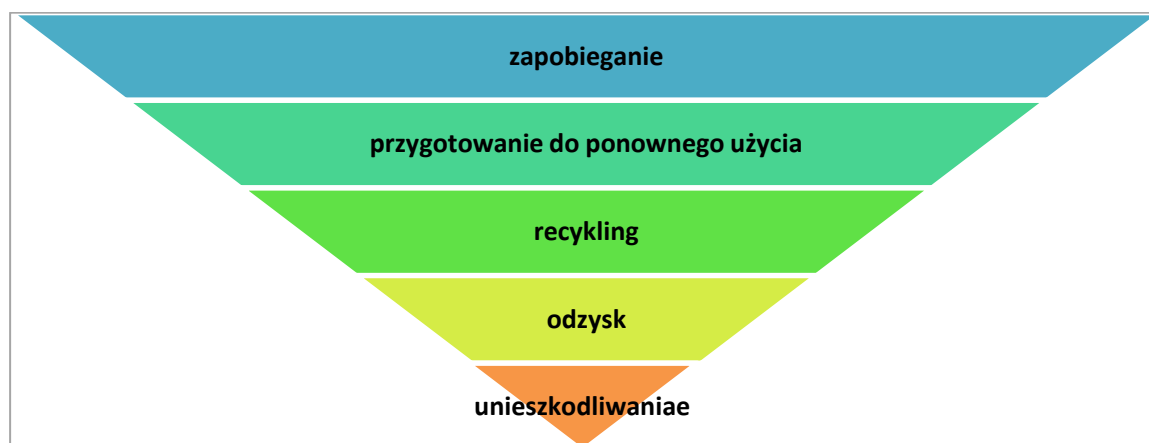 zapobieganie
przygotowanie do ponownego użycia
recykling
odzysk
unieszkodliwaniae